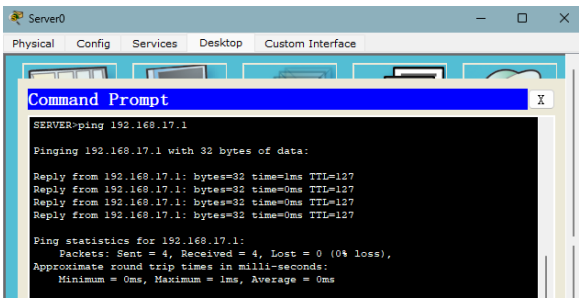 Server0
Physical Config Services Desktop Custom Interface
Command Prompt X
SERVER>ping 192.168.17.1
Pinging 192.168.17.1 with 32 bytes of data:
Reply from 192.168.17.1: bytes=32 time=1ms TTL=127
Reply from 192.168.17.1: bytes=32 time=0ms TTL=127
Reply from 192.168.17.1: bytes=32 time=0ms TTL=127
Reply from 192.168.17.1: bytes=32 time=0ms TTL=127
Ping statistics for 192.168.17.1:
Packets: Sent = 4, Received = 4, Lost = 0 (0% loss),
Approximate round trip times in milli-seconds:
Minimum = 0ms, Maximum = 1ms, Average = 0ms